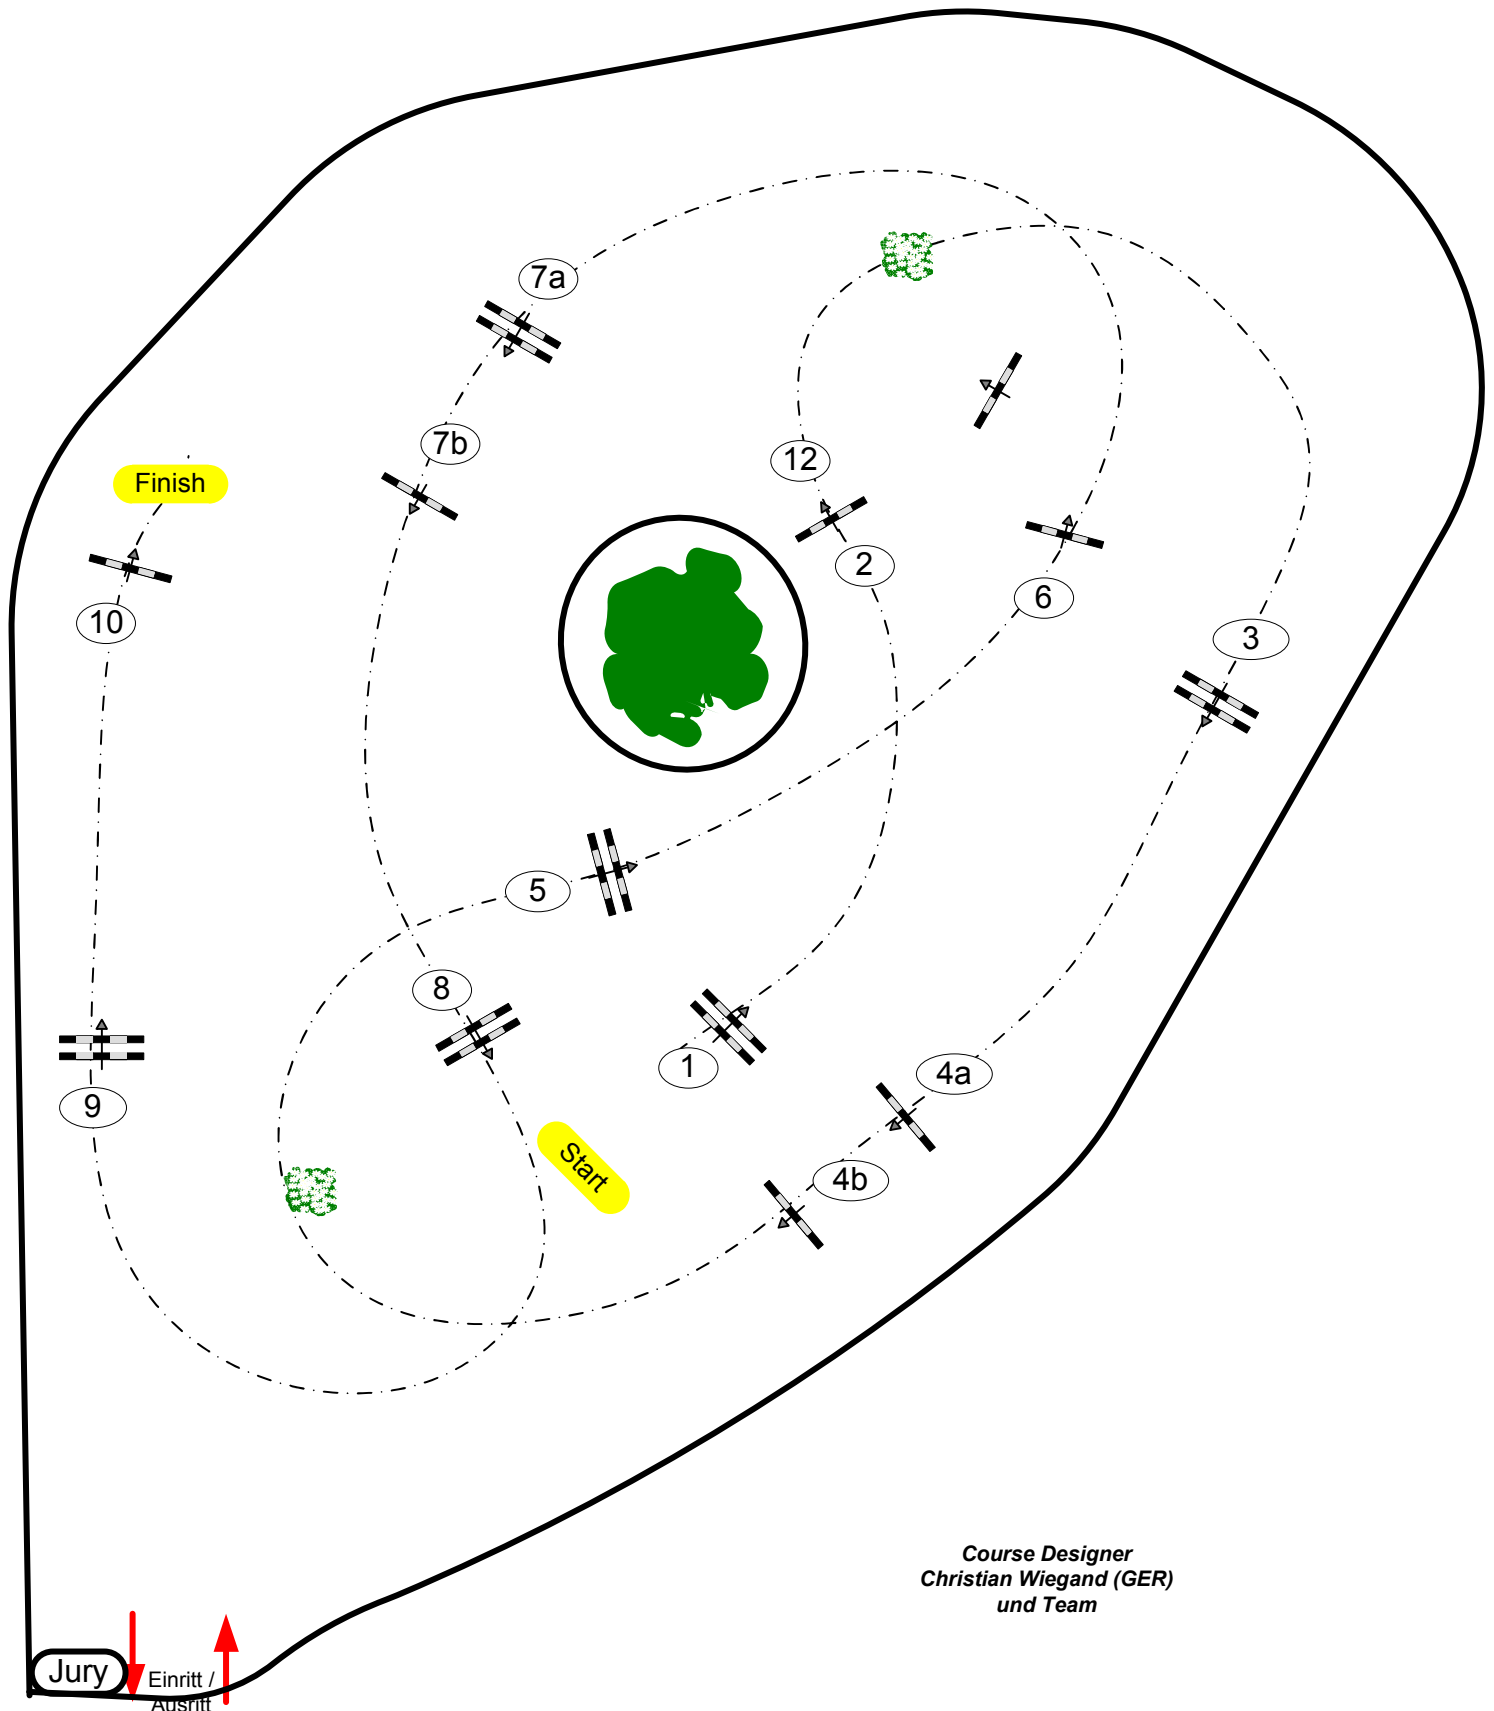 7a
7b
Finish
12
2
10
6
3
5
8
1
4a
9
Start
4b
Course Designer
Christian Wiegand (GER)
und Team
Jury
Einritt /
Ausritt